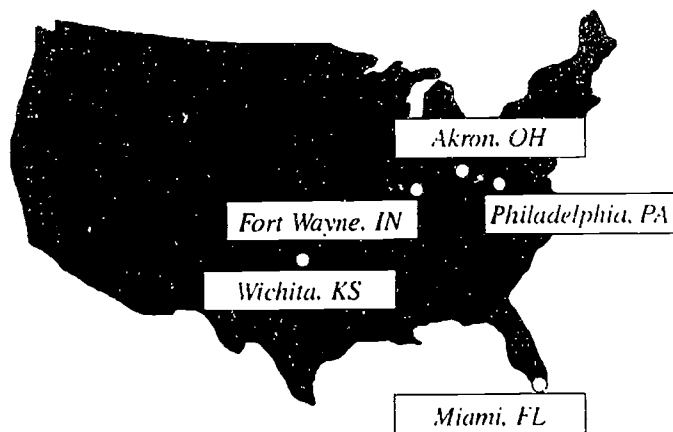 Akron, OH
Fort Wayne, IN
Philadelphia, PA
Wichita, KS
Miami, FL